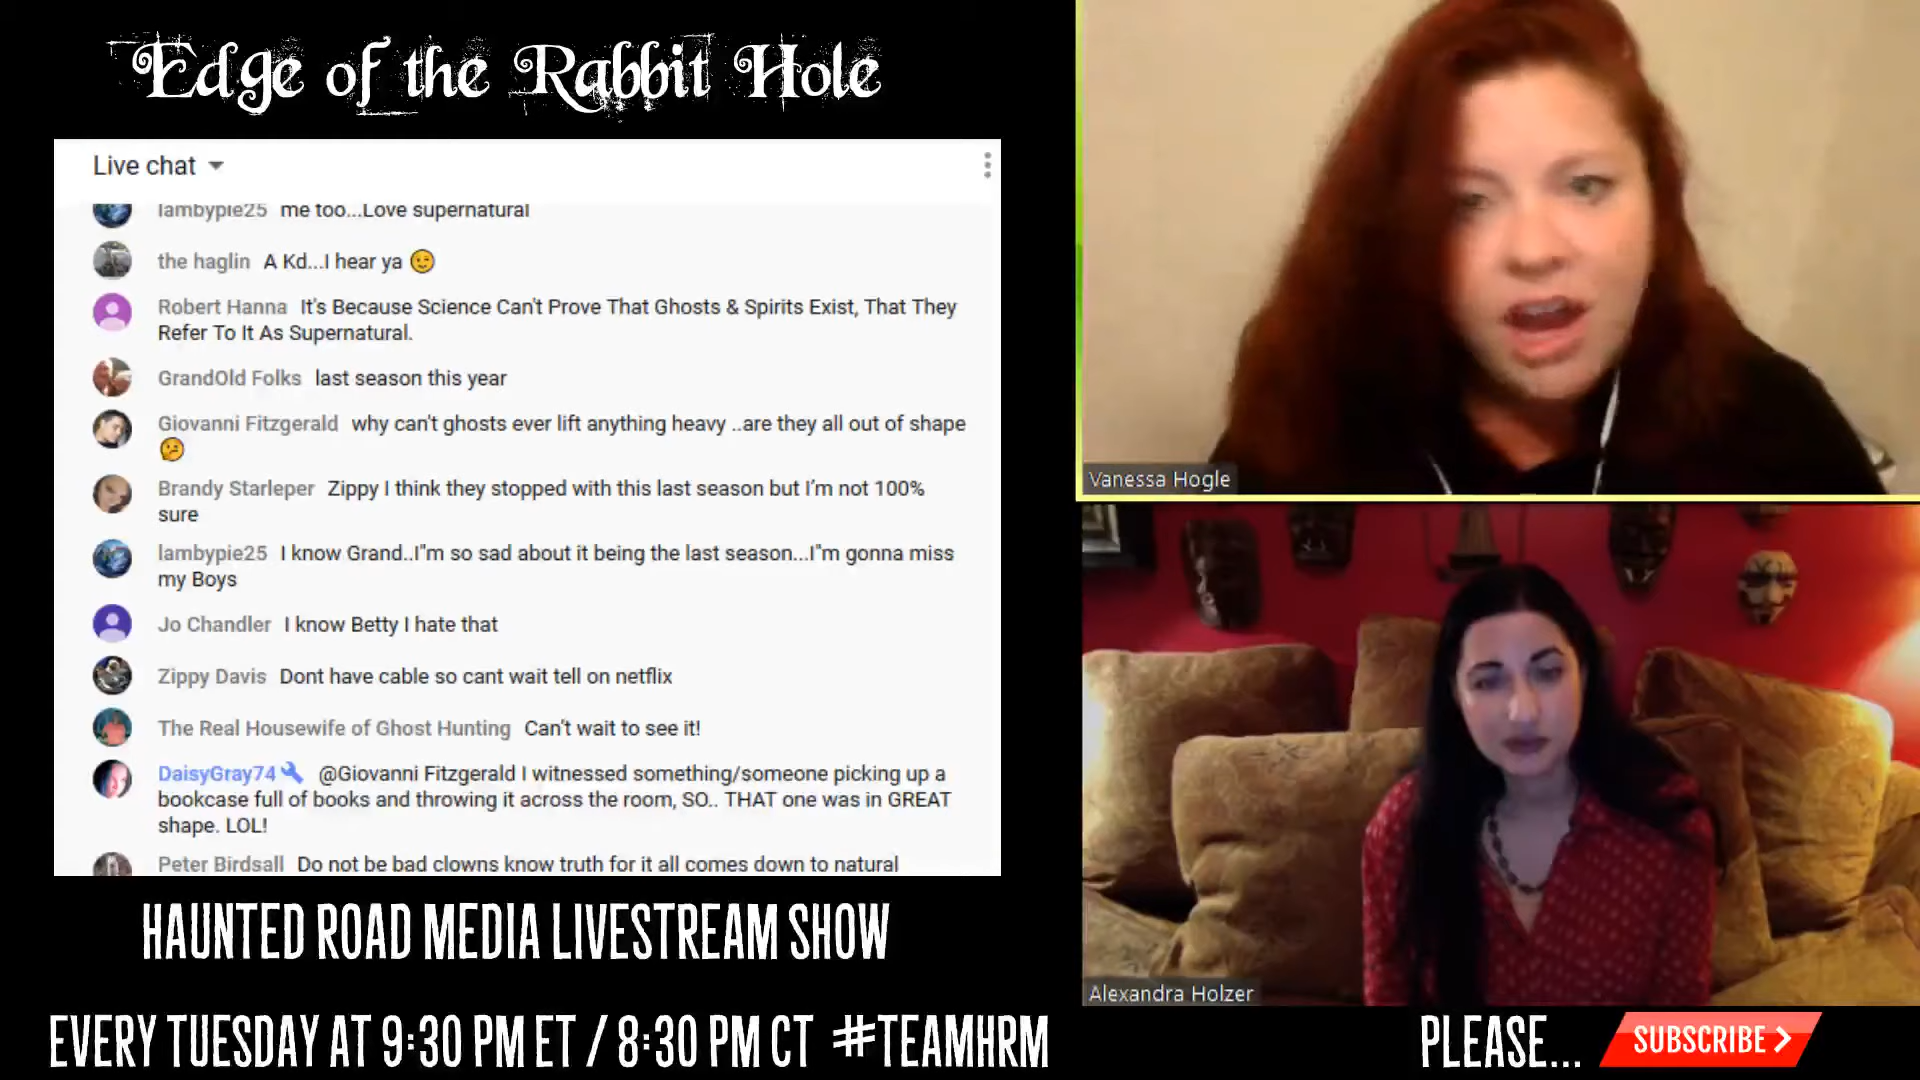 Edge of the Rabbit Hole
Live chat
lambypie25 me too...Love supernatural
the haglin A Kd...I hear ya 😉
Robert Hanna It's Because Science Can't Prove That Ghosts & Spirits Exist, That They
Refer To It As Supernatural.
GrandOld Folks last season this year
Giovanni Fitzgerald why can't ghosts ever lift anything heavy ..are they all out of shape
🤔
Brandy Starleper Zippy I think they stopped with this last season but I'm not 100%
sure
lambypie25 I know Grand..I"m so sad about it being the last season...I"m gonna miss
my Boys
Jo Chandler I know Betty I hate that
Zippy Davis Dont have cable so cant wait tell on netflix
The Real Housewife of Ghost Hunting Can't wait to see it!
DaisyGray74 @Giovanni Fitzgerald I witnessed something/someone picking up a
bookcase full of books and throwing it across the room, SO.. THAT one was in GREAT
shape. LOL!
Peter Birdsall Do not be bad clowns know truth for it all comes down to natural
HAUNTED ROAD MEDIA LIVESTREAM SHOW
EVERY TUESDAY AT 9:30 PM ET / 8:30 PM CT #TEAMHRM
Vanessa Hogle
Alexandra Holzer
PLEASE... SUBSCRIBE >